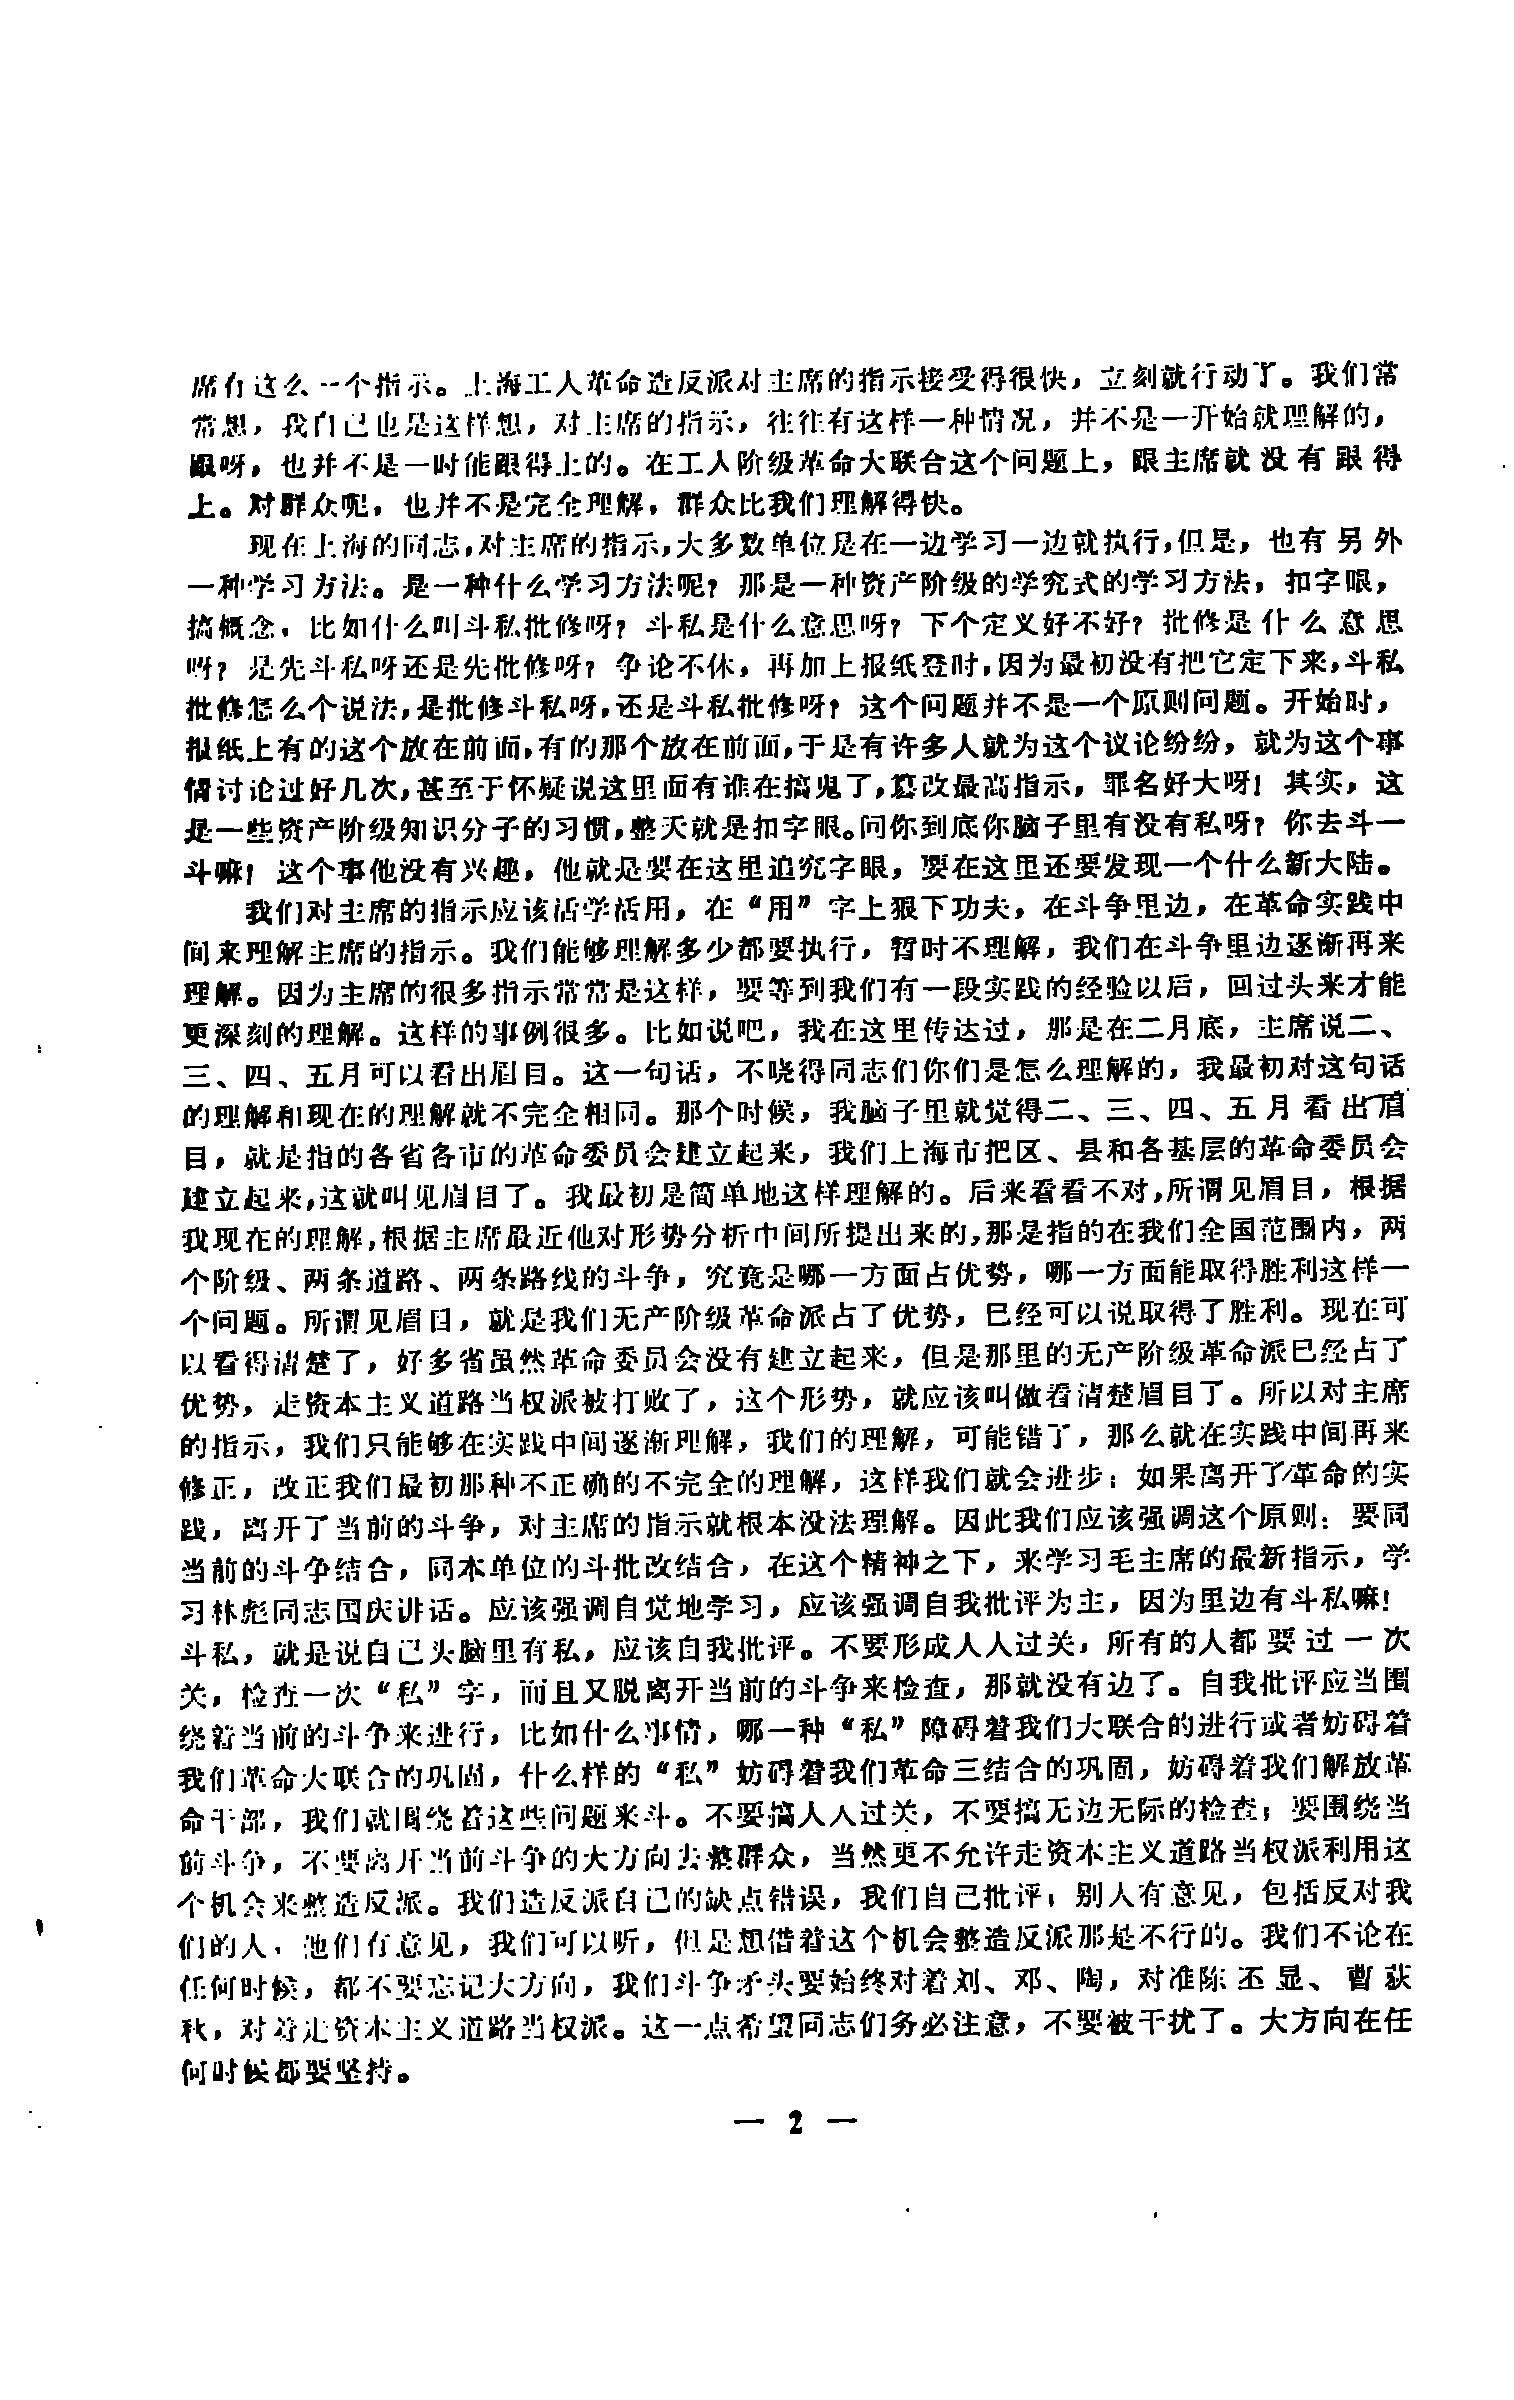 席有这么一个指示。上海工人革命造反派对主席的指示接受得很快，立刻就行动了。我们常
常想，我自己也是这样想，对主席的指示，往往有这样一种情况，并不是一开始就理解的，
跟呀，也并不是一时能跟得上的。在工人阶级革命大联合这个问题上，跟主席就没有跟得
上。对群众呢，也并不是完全理解，群众比我们理解得快。
现在上海的同志，对主席的指示，大多数单位是在一边学习一边就执行，但是，也有另外
一种学习方法。是一种什么学习方法呢？那是一种资产阶级的学究式的学习方法，扣字眼，
搞概念，比如什么叫斗私批修呀？斗私是什么意思呀？下个定义好不好？批修是什么意思
呀？是先斗私呀还是先批修呀？争论不休，再加上报纸登时，因为最初没有把它定下来，斗私
批修怎么个说法，是批修斗私呀，还是斗私批修呀？这个问题并不是一个原则问题。开始时，
报纸上有的这个放在前面，有的那个放在前面，于是有许多人就为这个议论纷纷，就为这个事
情讨论过好几次，甚至于怀疑说这里面有谁在搞鬼了，篡改最高指示，罪名好大呀！其实，这
是一些资产阶级知识分子的习惯，整天就是扣字眼。问你到底你脑子里有没有私呀？你去斗一
斗嘛！这个事他没有兴趣，他就是要在这里追究字眼，要在这里还要发现一个什么新大陆。
我们对主席的指示应该活学活用，在“用”字上狠下功夫，在斗争里边，在革命实践中
间来理解主席的指示。我们能够理解多少都要执行，暂时不理解，我们在斗争里边逐渐再来
理解。因为主席的很多指示常常是这样，要等到我们有一段实践的经验以后，回过头来才能
更深刻的理解。这样的事例很多。比如说吧，我在这里传达过，那是在二月底，主席说二、
三、四、五月可以看出眉目。这一句话，不晓得同志们你们是怎么理解的，我最初对这句话
的理解和现在的理解就不完全相同。那个时候，我脑子里就觉得二、三、四、五月看出眉
目，就是指的各省各市的革命委员会建立起来，我们上海市把区、县和各基层的革命委员会
建立起来，这就叫见眉目了。我最初是简单地这样理解的。后来看看不对，所谓见眉目，根据
我现在的理解，根据主席最近他对形势分析中间所提出来的，那是指的在我们全国范围内，两
个阶级、两条道路、两条路线的斗争，究竟是哪一方面占优势，哪一方面能取得胜利这样一
个问题。所谓见眉目，就是我们无产阶级革命派占了优势，已经可以说取得了胜利。现在可
以看得清楚了，好多省虽然革命委员会没有建立起来，但是那里的无产阶级革命派已经占了
优势，走资本主义道路当权派被打败了，这个形势，就应该叫做看清楚眉目了。所以对主席
的指示，我们只能够在实践中间逐渐理解，我们的理解，可能错了，那么就在实践中间再来
修正，改正我们最初那种不正确的不完全的理解，这样我们就会进步；如果离开了革命的实
践，离开了当前的斗争，对主席的指示就根本没法理解。因此我们应该强调这个原则：要同
当前的斗争结合，同本单位的斗批改结合，在这个精神之下，来学习毛主席的最新指示，学
习林彪同志国庆讲话。应该强调自觉地学习，应该强调自我批评为主，因为里边有斗私嘛！
斗私，就是说自己头脑里有私，应该自我批评。不要形成人人过关，所有的人都要过一次
关，检查一次“私”字，而且又脱离开当前的斗争来检查，那就没有边了。自我批评应当围
绕着当前的斗争来进行，比如什么事情，哪一种“私”障碍着我们大联合的进行或者妨碍着
我们革命大联合的巩固，什么样的“私”妨碍着我们革命三结合的巩固，妨碍着我们解放革
命干部，我们就围绕着这些问题来斗。不要搞人人过关，不要搞无边无际的检查；要围绕当
前斗争，不要离开当前斗争的大方向去整群众，当然更不允许走资本主义道路当权派利用这
个机会来整造反派。我们造反派自己的缺点错误，我们自己批评；别人有意见，包括反对我
们的人，他们有意见，我们可以听，但是想借着这个机会整造反派那是不行的。我们不论在
任何时候，都不要忘记大方向，我们斗争矛头要始终对着刘、邓、陶，对准陈丕显、曹荻
秋，对着走资本主义道路当权派。这一点希望同志们务必注意，不要被干扰了。大方向在任
何时候都要坚持。
— 2 —